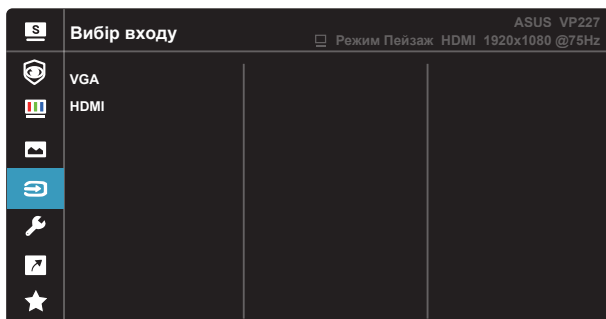 S
Вибір входу
ASUS VP227
Режим Пейзаж HDMI 1920x1080 @75Hz
VGA
HDMI